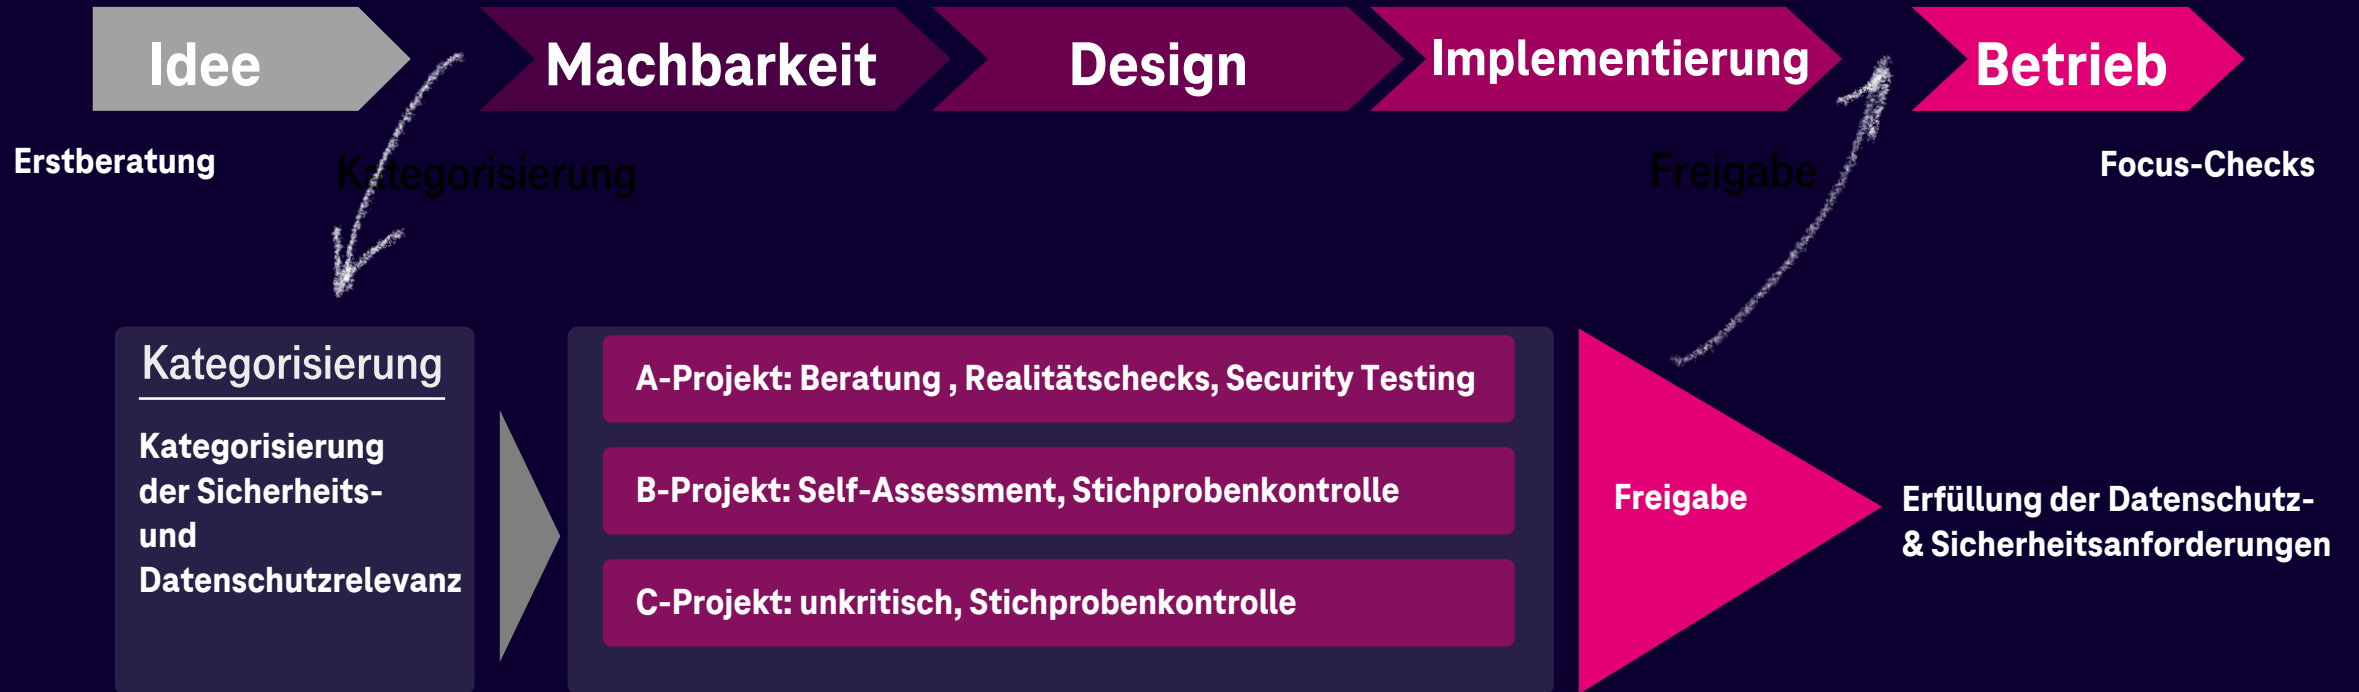 Idee
Machbarkeit
Design
Implementierung
Betrieb
Erstberatung
Kategorisierung
Freigabe
Focus-Checks
Kategorisierung
Kategorisierung
der Sicherheits-
und
Datenschutzrelevanz
A-Projekt: Beratung , Realitätschecks, Security Testing
B-Projekt: Self-Assessment, Stichprobenkontrolle
C-Projekt: unkritisch, Stichprobenkontrolle
Freigabe
Erfüllung der Datenschutz-
& Sicherheitsanforderungen